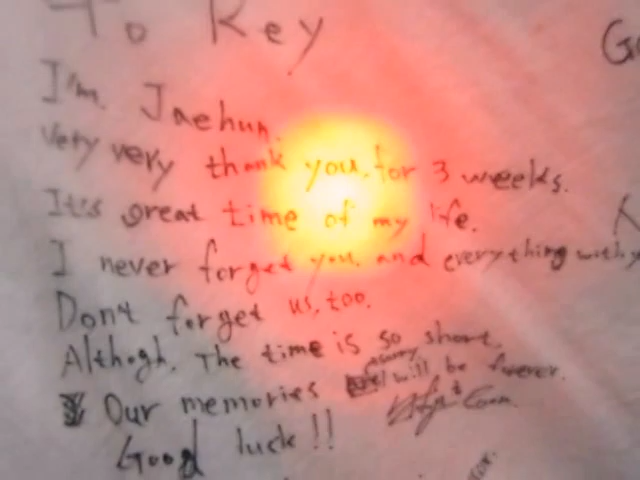 To Key
I'm. Jaehun.
very very thank you. for 3 weeks.
It's great time of my life.
I never forget you. and everything with
Don't forget us, too.
Althogh. The time is so short.
Our memories will be forever.
Good luck!!